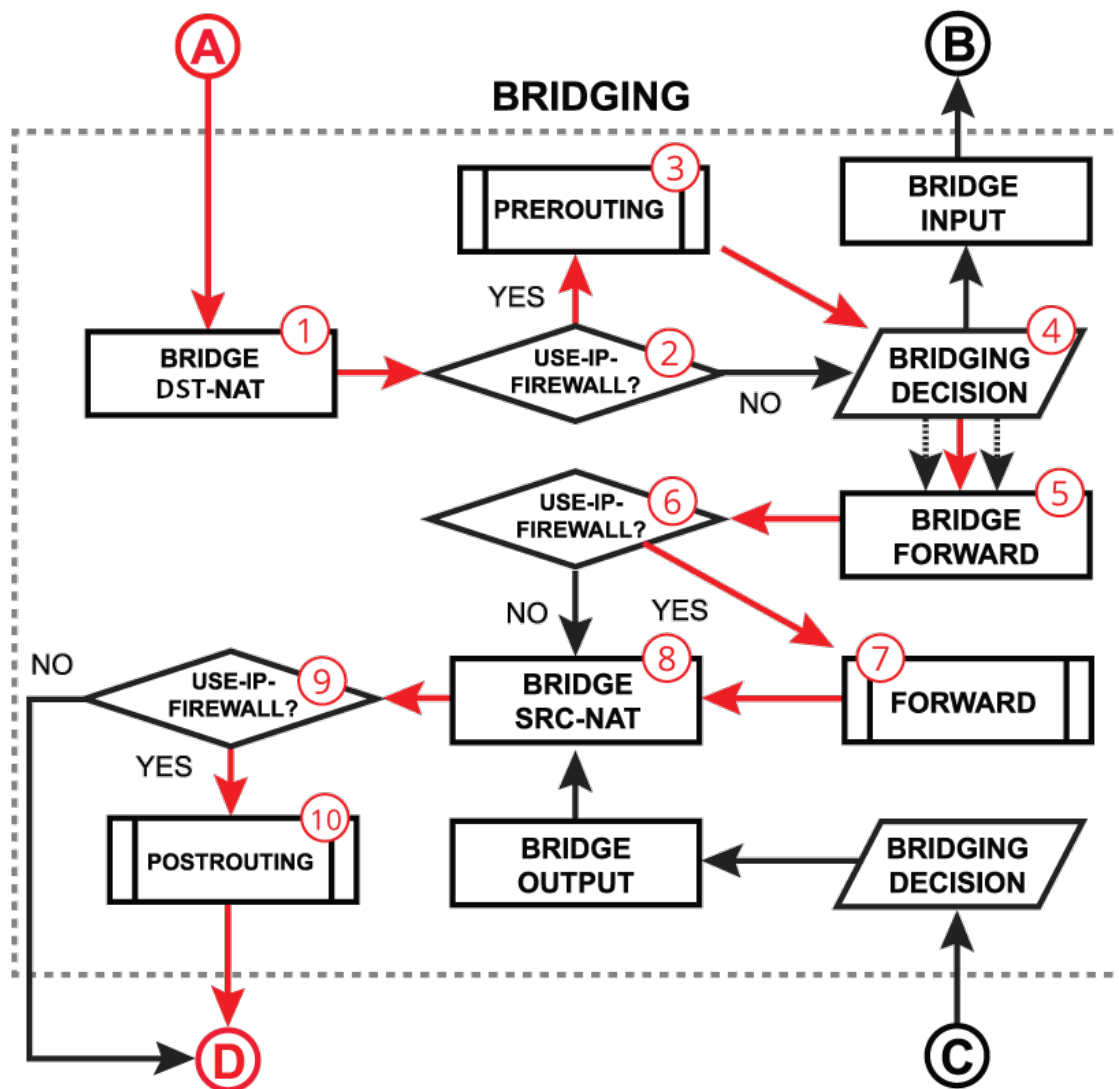 A
B
BRIDGING
3
PREROUTING
BRIDGE
INPUT
YES
1
BRIDGE
DST-NAT
2
USE-IP-
FIREWALL?
NO
4
BRIDGING
DECISION
6
USE-IP-
FIREWALL?
5
BRIDGE
FORWARD
NO
YES
NO
9
USE-IP-
FIREWALL?
8
BRIDGE
SRC-NAT
7
FORWARD
YES
10
POSTROUTING
BRIDGE
OUTPUT
BRIDGING
DECISION
D
C